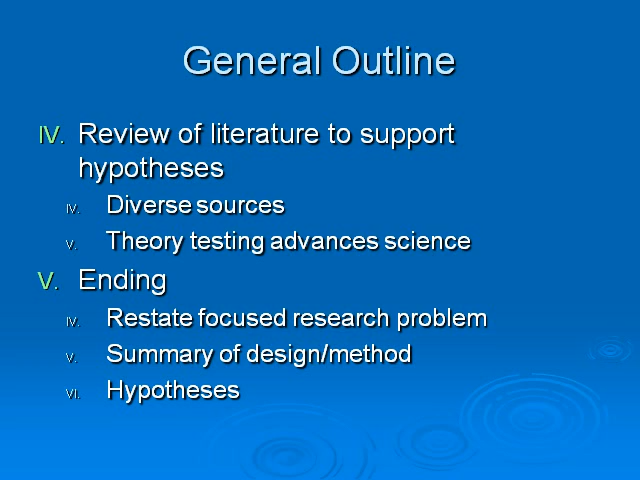 General Outline
IV. Review of literature to support
hypotheses
IV. Diverse sources
V. Theory testing advances science
V. Ending
IV. Restate focused research problem
V. Summary of design/method
VI. Hypotheses